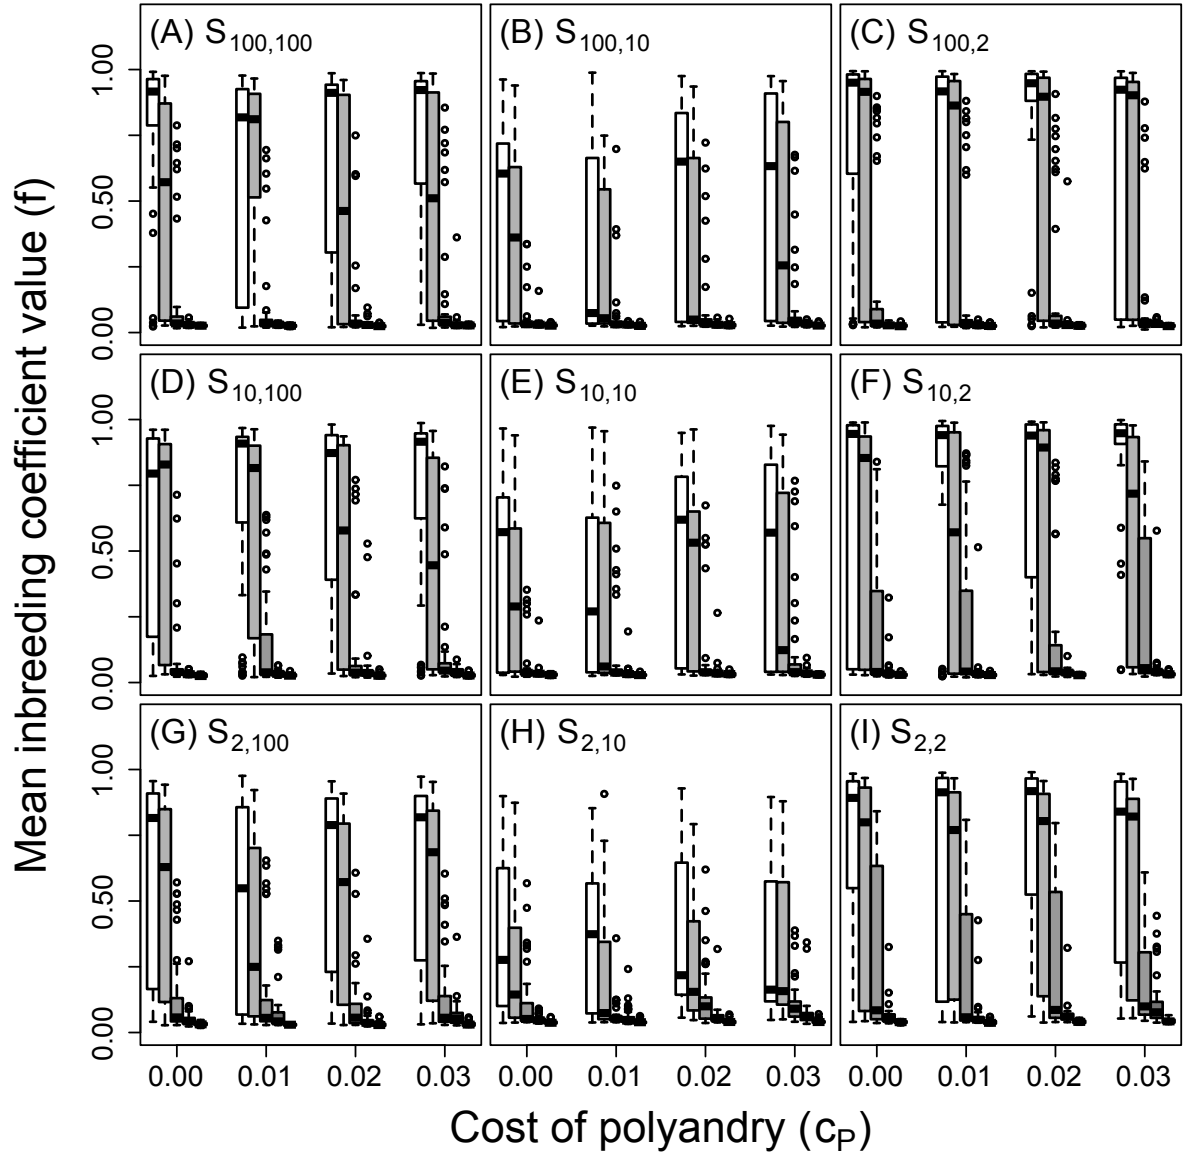 (A) S100,100
(B) S100,10
(C) S100,2
1.00
0.50
0.00
(D) S10,100
(E) S10,10
(F) S10,2
1.00
0.50
0.00
(G) S2,100
(H) S2,10
(I) S2,2
1.00
0.50
0.00
Mean inbreeding coefficient value (f)
0.00 0.01 0.02 0.03 0.00 0.01 0.02 0.03 0.00 0.01 0.02 0.03
Cost of polyandry (cP)